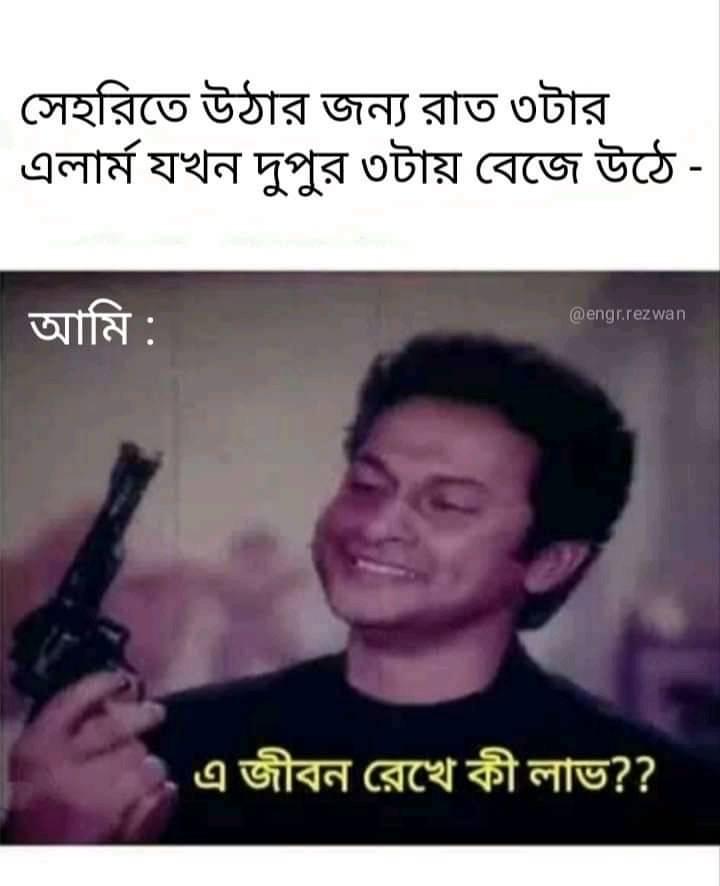 সেহরিতে উঠার জন্য রাত ৩টার
এলার্ম যখন দুপুর ৩টায় বেজে উঠে -
আমি :
@engr.rezwan
এ জীবন রেখে কী লাভ??